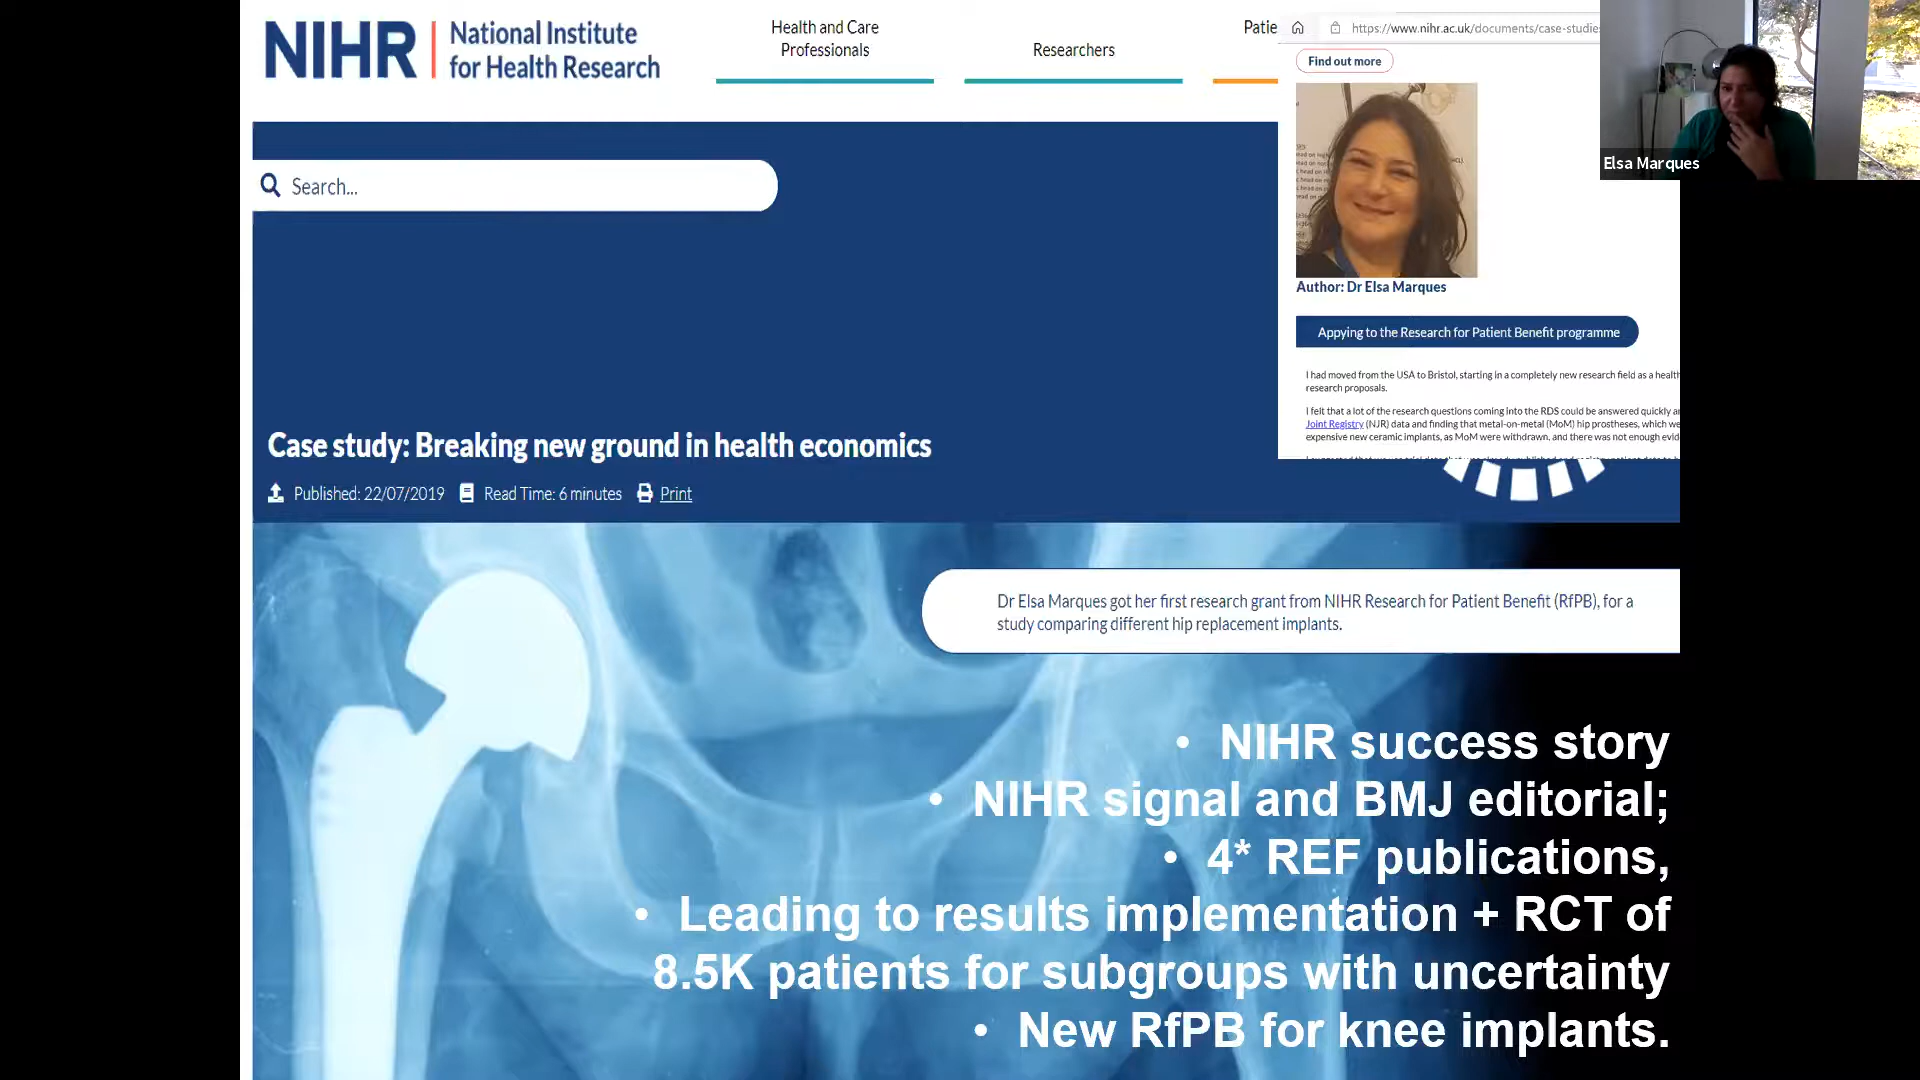 NIHR
National Institute
for Health Research
Health and Care
Professionals
Researchers
Patie
https://www.nihr.ac.uk/documents/case-studies
Find out more
Elsa Marques
Search...
Author: Dr Elsa Marques
Appying to the Research for Patient Benefit programme
I had moved from the USA to Bristol, starting in a completely new research field as a health
research proposals.
I felt that a lot of the research questions coming into the RDS could be answered quickly a
Joint Registry (NJR) data and finding that metal-on-metal (MoM) hip prostheses, which we
expensive new ceramic implants, as MoM were withdrawn, and there was not enough evid
Case study: Breaking new ground in health economics
Published: 22/07/2019 Read Time: 6 minutes Print
Dr Elsa Marques got her first research grant from NIHR Research for Patient Benefit (RfPB), for a
study comparing different hip replacement implants.
• NIHR success story
• NIHR signal and BMJ editorial;
• 4* REF publications,
• Leading to results implementation + RCT of
8.5K patients for subgroups with uncertainty
• New RfPB for knee implants.